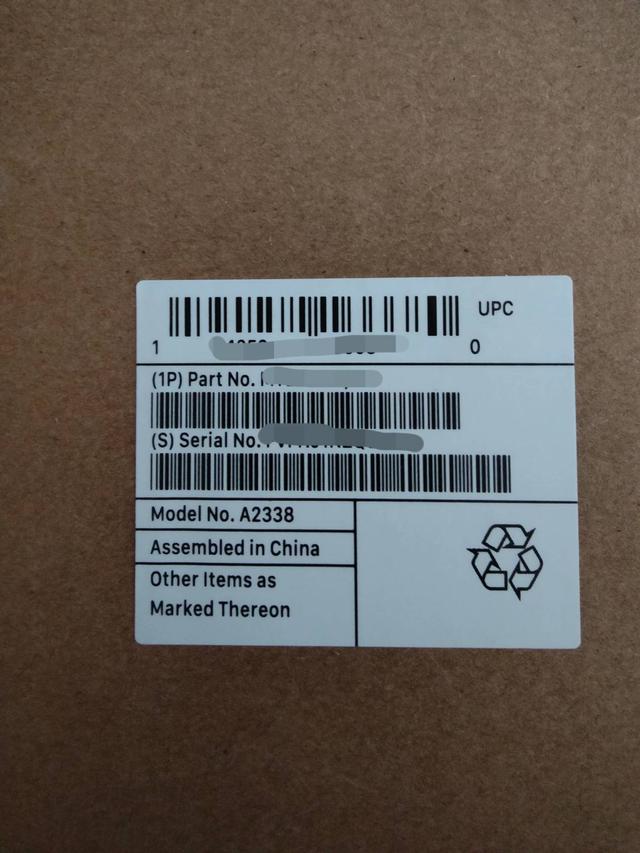 UPC
1 0
(1P) Part No.
(S) Serial No.
Model No. A2338
Assembled in China
Other Items as
Marked Thereon